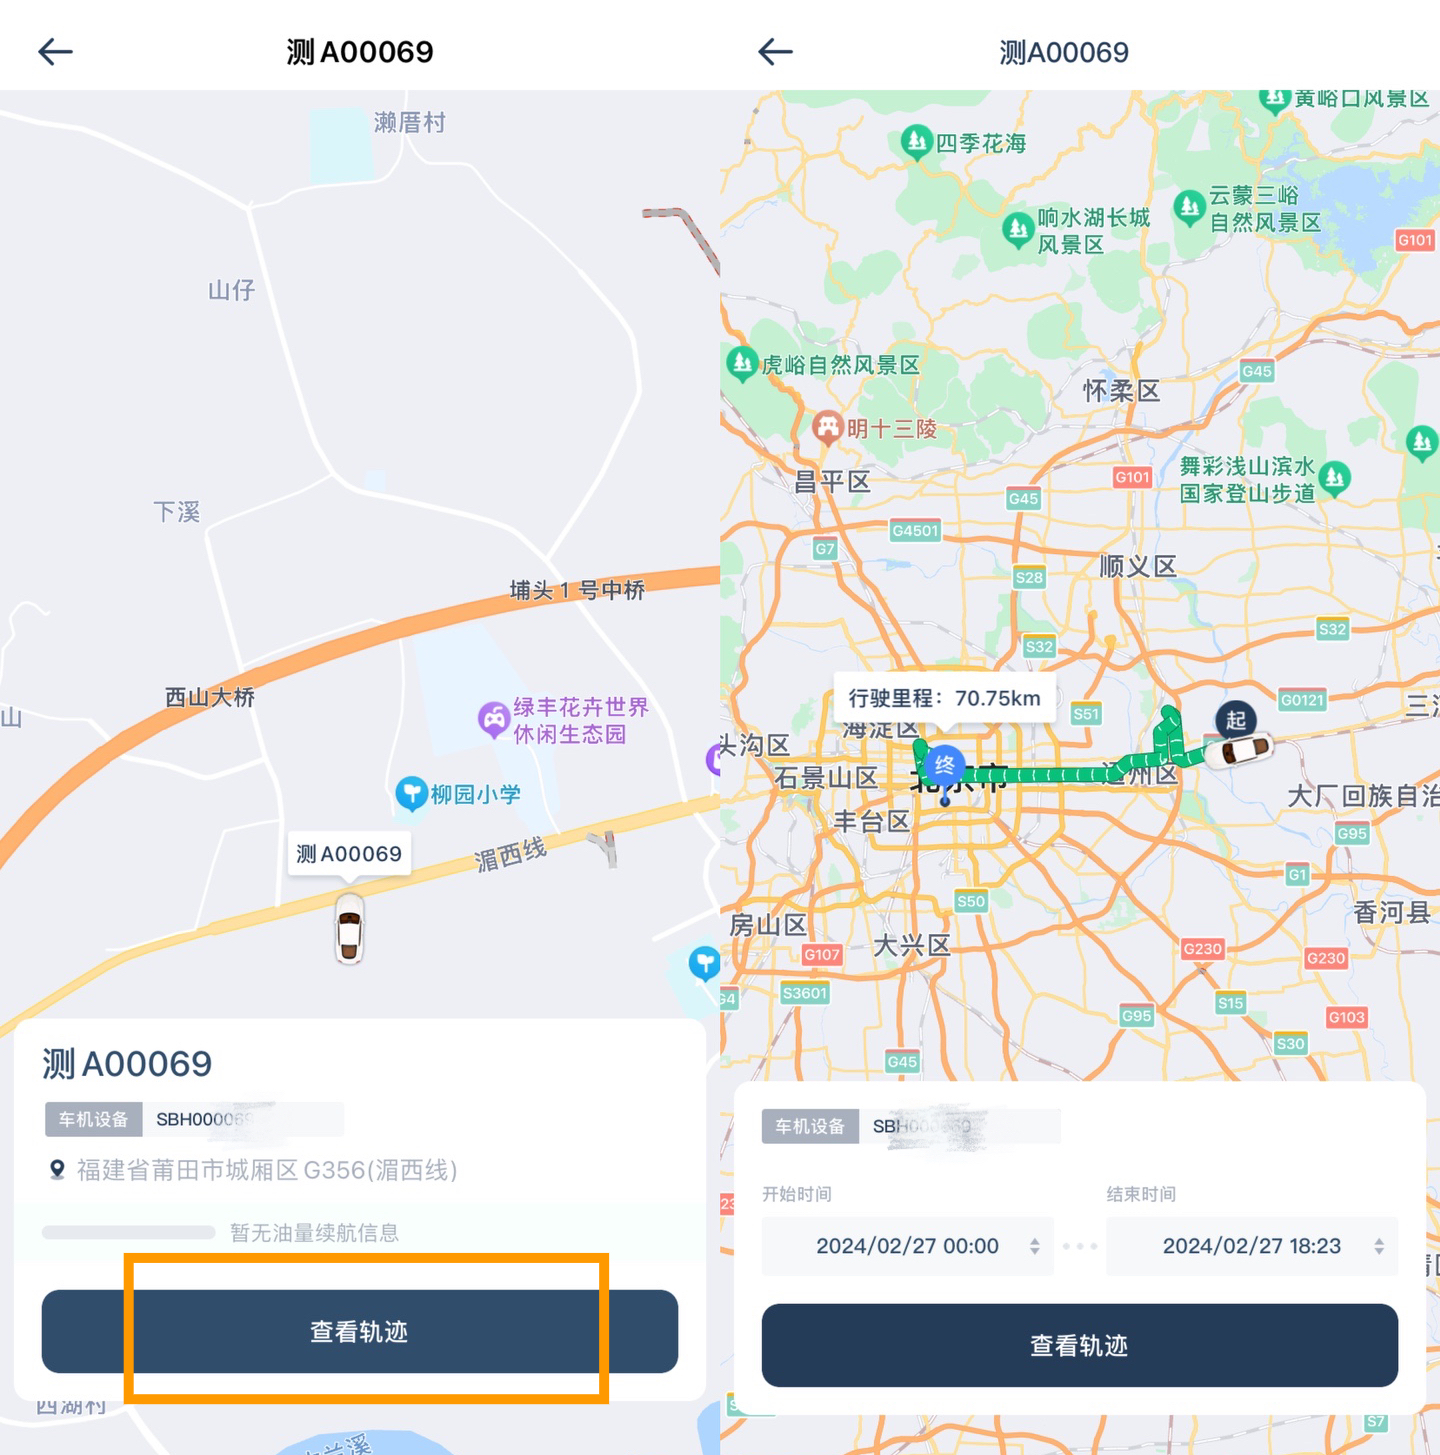 测A00069
濑厝村
山仔
下溪
埔头1号中桥
西山大桥
山
绿丰花卉世界
休闲生态园
柳园小学
测A00069
湄西线
测A00069
车机设备
福建省莆田市城厢区G356(湄西线)
暂无油量续航信息
查看轨迹
西湖村
测A00069
黄峪口风景区
四季花海
云蒙三峪
自然风景区
响水湖长城
风景区
G101
虎峪自然风景区
G45
怀柔区
明十三陵
舞彩浅山滨水
国家登山步道
昌平区
G101
G45
G4501
G7
顺义区
S28
S32
S32
行驶里程：70.75km
G0121
S51
起
海淀区
头沟区
终
石景山区
北京市
通州区
大厂回族自治
丰台区
G95
G1
S50
房山区
香河县
大兴区
G107
G230
G230
G4
S3601
S15
G95
G103
S30
G45
车机设备
开始时间
结束时间
2024/02/27 00:00
2024/02/27 18:23
查看轨迹
S7